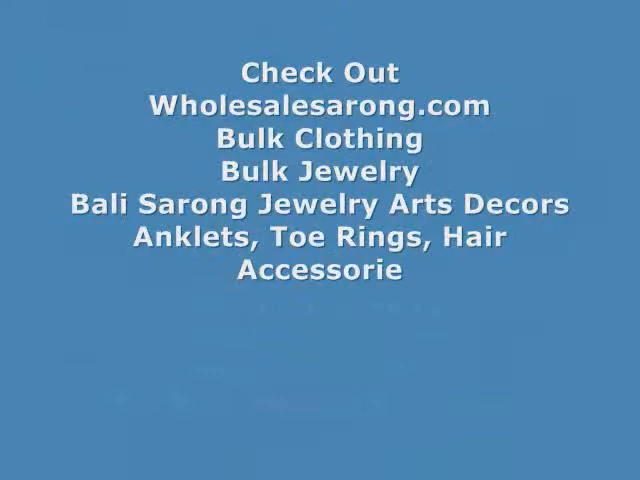 Check Out
Wholesalesarong.com
Bulk Clothing
Bulk Jewelry
Bali Sarong Jewelry Arts Decors
Anklets, Toe Rings, Hair
Accessorie